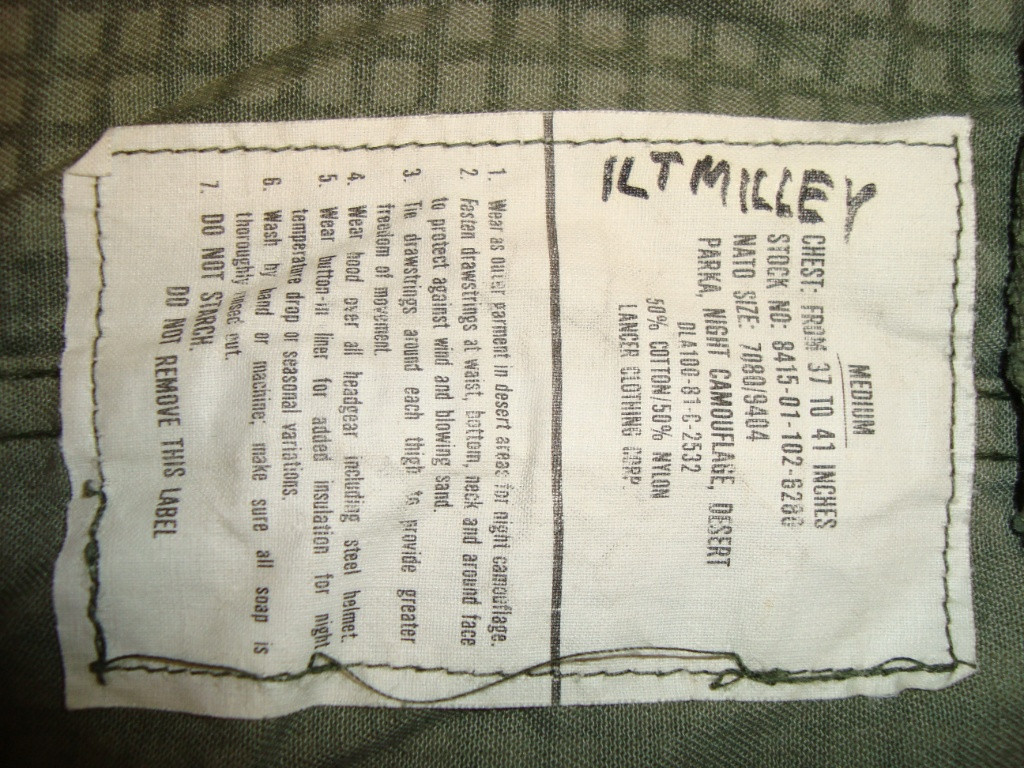 1LT MILLEY
MEDIUM
CHEST: FROM 37 TO 41 INCHES
STOCK NO: 8415-01-102-6286
NATO SIZE: 7080/9404
PARKA, NIGHT CAMOUFLAGE, DESERT
DLA100-81-C-2532
50% COTTON/50% NYLON
LANCER CLOTHING CORP
1. Wear as outer garment in desert areas for night camouflage.
2. Fasten drawstrings at waist, bottom, neck and around face
to protect against wind and blowing sand.
3. Tie drawstrings around each thigh to provide greater
freedom of movement.
4. Wear hood over all headgear including steel helmet.
5. Wear button-in liner for added insulation for night
temperature drop or seasonal variations.
6. Wash by hand or machine; make sure all soap is
thoroughly rinsed out.
7. DO NOT STARCH.
DO NOT REMOVE THIS LABEL